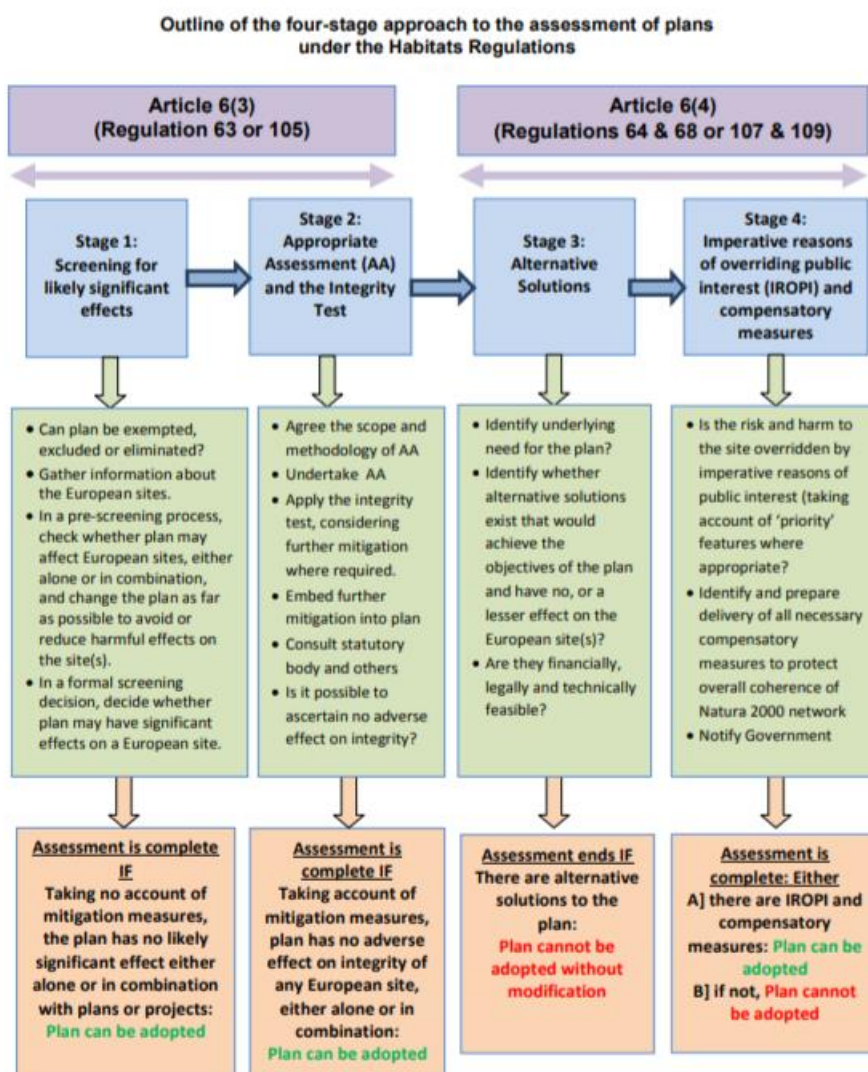 Outline of the four-stage approach to the assessment of plans
under the Habitats Regulations
Article 6(3)
(Regulation 63 or 105)
Article 6(4)
(Regulations 64 & 68 or 107 & 109)
Stage 1:
Screening for
likely significant
effects
Stage 2:
Appropriate
Assessment (AA)
and the Integrity
Test
Stage 3:
Alternative
Solutions
Stage 4:
Imperative reasons
of overriding public
interest (IROPI) and
compensatory
measures
• Can plan be exempted,
excluded or eliminated?
• Gather information about
the European sites.
• In a pre-screening process,
check whether plan may
affect European sites, either
alone or in combination,
and change the plan as far
as possible to avoid or
reduce harmful effects on
the site(s).
• In a formal screening
decision, decide whether
plan may have significant
effects on a European site.
• Agree the scope and
methodology of AA
• Undertake AA
• Apply the integrity
test, considering
further mitigation
where required.
• Embed further
mitigation into plan
• Consult statutory
body and others
• Is it possible to
ascertain no adverse
effect on integrity?
• Identify underlying
need for the plan?
• Identify whether
alternative solutions
exist that would
achieve the
objectives of the plan
and have no, or a
lesser effect on the
European site(s)?
• Are they financially,
legally and technically
feasible?
• Is the risk and harm to
the site overridden by
imperative reasons of
public interest (taking
account of ‘priority’
features where
appropriate?
• Identify and prepare
delivery of all necessary
compensatory
measures to protect
overall coherence of
Natura 2000 network
• Notify Government
Assessment is complete
IF
Taking no account of
mitigation measures,
the plan has no likely
significant effect either
alone or in combination
with plans or projects:
Plan can be adopted
Assessment is
complete IF
Taking account of
mitigation measures,
plan has no adverse
effect on integrity of
any European site,
either alone or in
combination:
Plan can be adopted
Assessment ends IF
There are alternative
solutions to the
plan:
Plan cannot be
adopted without
modification
Assessment is
complete: Either
A] there are IROPI and
compensatory
measures: Plan can be
adopted
B] if not, Plan cannot
be adopted